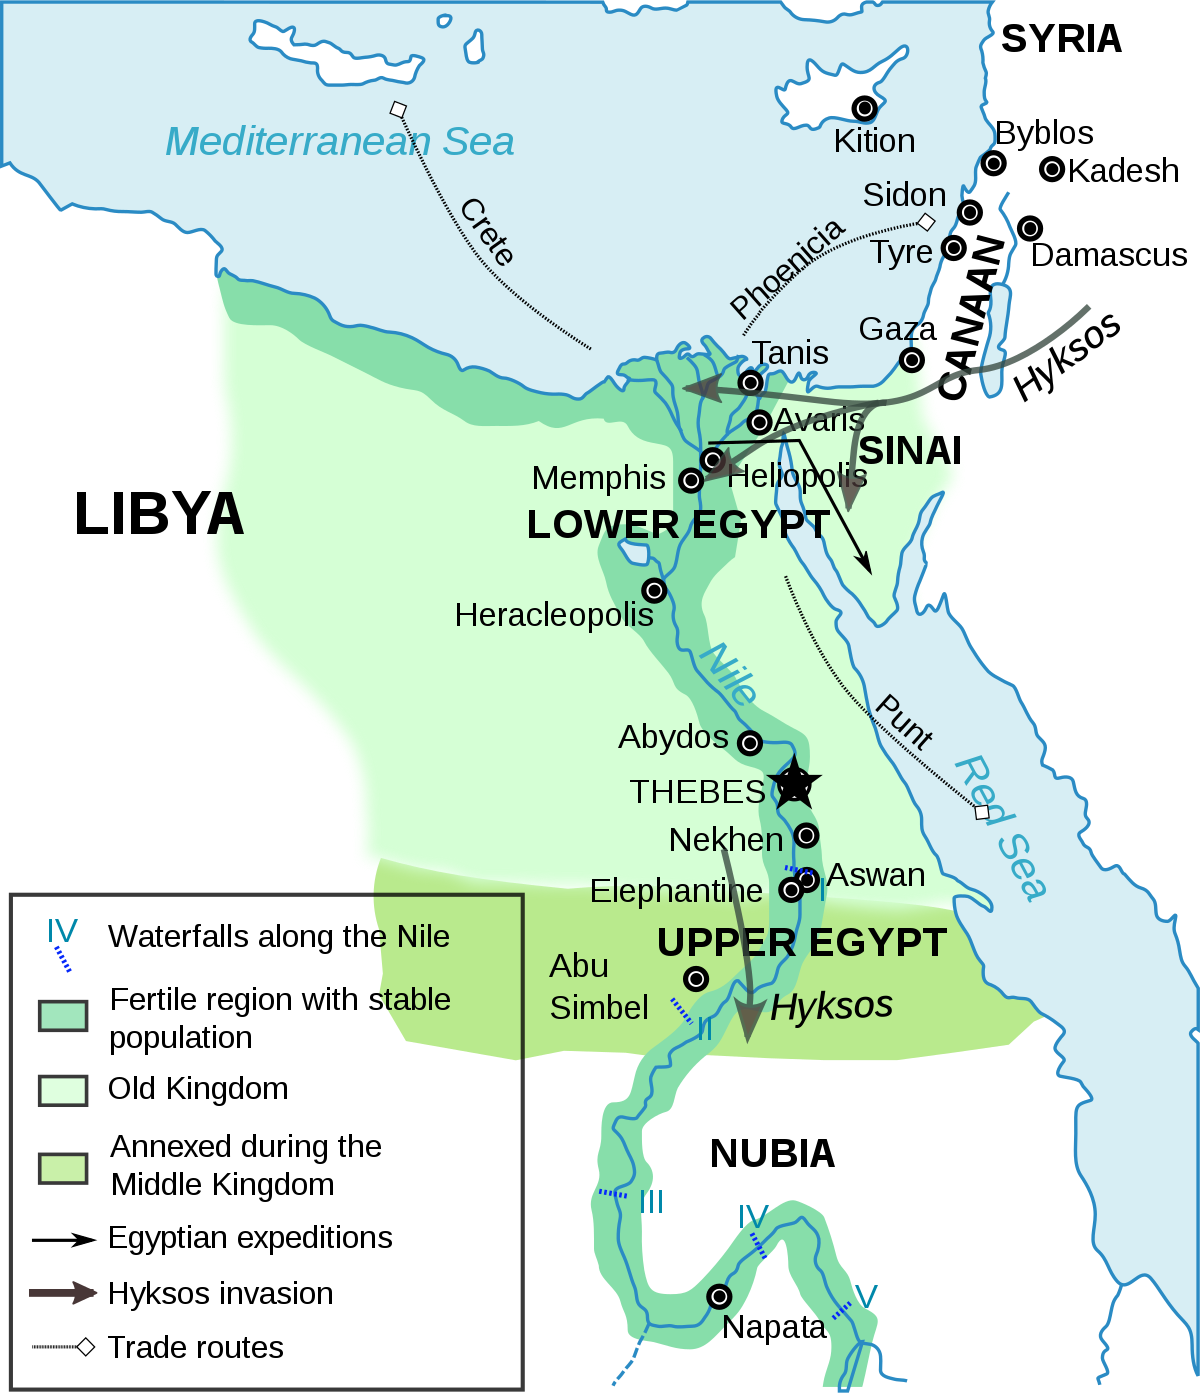 SYRIA
Mediterranean Sea
Kition
Byblos
Kadesh
Sidon
Crete
Phoenicia
Tyre
Damascus
CANAAN
Gaza
Tanis
Hyksos
Avaris
SINAI
Memphis
Heliopolis
LIBYA
LOWER EGYPT
Heracleopolis
Nile
Punt
Abydos
Red Sea
THEBES
Nekhen
Aswan
Elephantine
I
UPPER EGYPT
Abu
Simbel
Hyksos
II
NUBIA
III
IV
V
Napata
IV
Waterfalls along the Nile
Fertile region with stable
population
Old Kingdom
Annexed during the
Middle Kingdom
Egyptian expeditions
Hyksos invasion
Trade routes